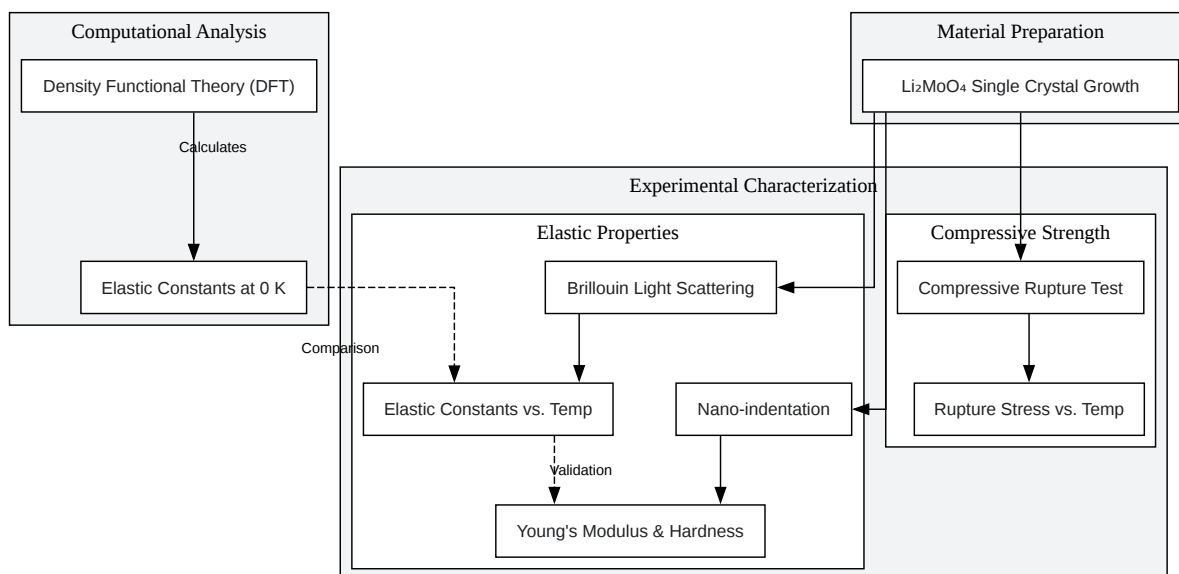 Computational Analysis
Density Functional Theory (DFT)
Calculates
Elastic Constants at 0 K
Comparison
Material Preparation
Li₂MoO₄ Single Crystal Growth
Experimental Characterization
Elastic Properties
Brillouin Light Scattering
Elastic Constants vs. Temp
Nano-indentation
Validation
Young's Modulus & Hardness
Compressive Strength
Compressive Rupture Test
Rupture Stress vs. Temp